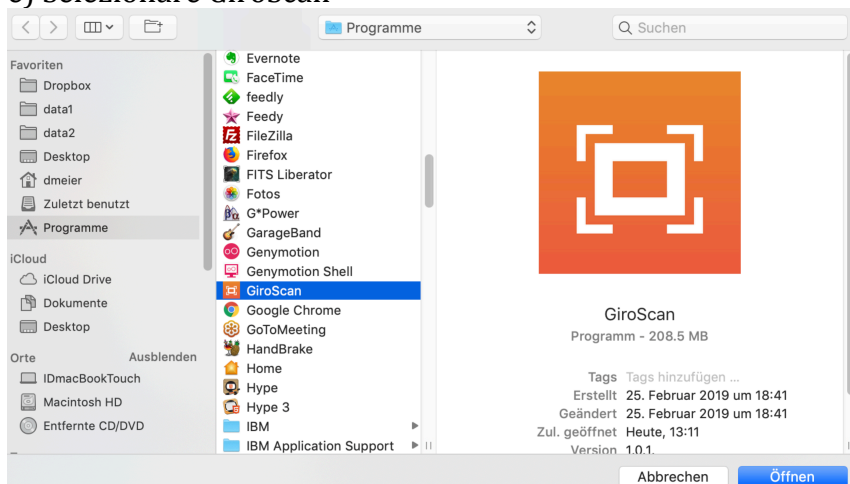 Programme
Suchen
Favoriten
Dropbox
data1
data2
Desktop
dmeier
Zuletzt benutzt
Programme
iCloud
iCloud Drive
Dokumente
Desktop
Orte Ausblenden
IDmacBookTouch
Macintosh HD
Entfernte CD/DVD
Evernote
FaceTime
feedly
Feedy
FileZilla
Firefox
FITS Liberator
Fotos
G*Power
GarageBand
Genymotion
Genymotion Shell
GiroScan
Google Chrome
GoToMeeting
HandBrake
Home
Hype
Hype 3
IBM
IBM Application Support
GiroScan
Programm - 208.5 MB
Tags Tags hinzufügen ...
Erstellt 25. Februar 2019 um 18:41
Geändert 25. Februar 2019 um 18:41
Zul. geöffnet Heute, 13:11
Version 1.0.1.
Abbrechen Öffnen